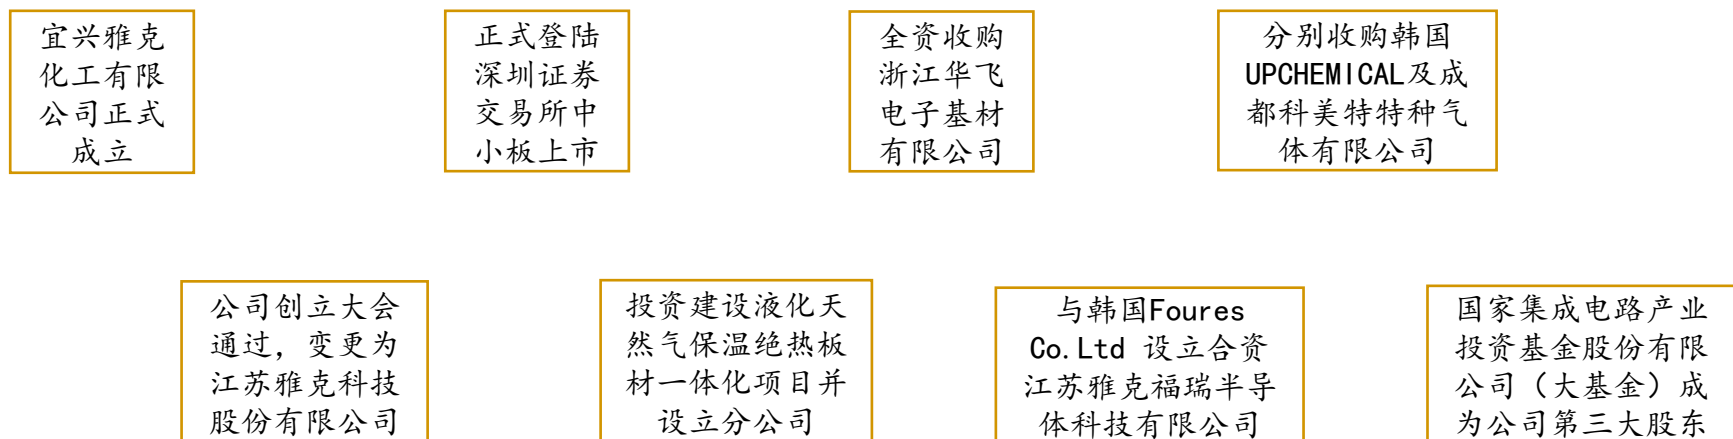 宜兴雅克
化工有限
公司正式
成立
正式登陆
深圳证券
交易所中
小板上市
全资收购
浙江华飞
电子基材
有限公司
分别收购韩国
UPCHEMICAL及成
都科美特特种气
体有限公司
公司创立大会
通过，变更为
江苏雅克科技
股份有限公司
投资建设液化天
然气保温绝热板
材一体化项目并
设立分公司
与韩国Foures
Co.Ltd 设立合资
江苏雅克福瑞半导
体科技有限公司
国家集成电路产业
投资基金股份有限
公司（大基金）成
为公司第三大股东